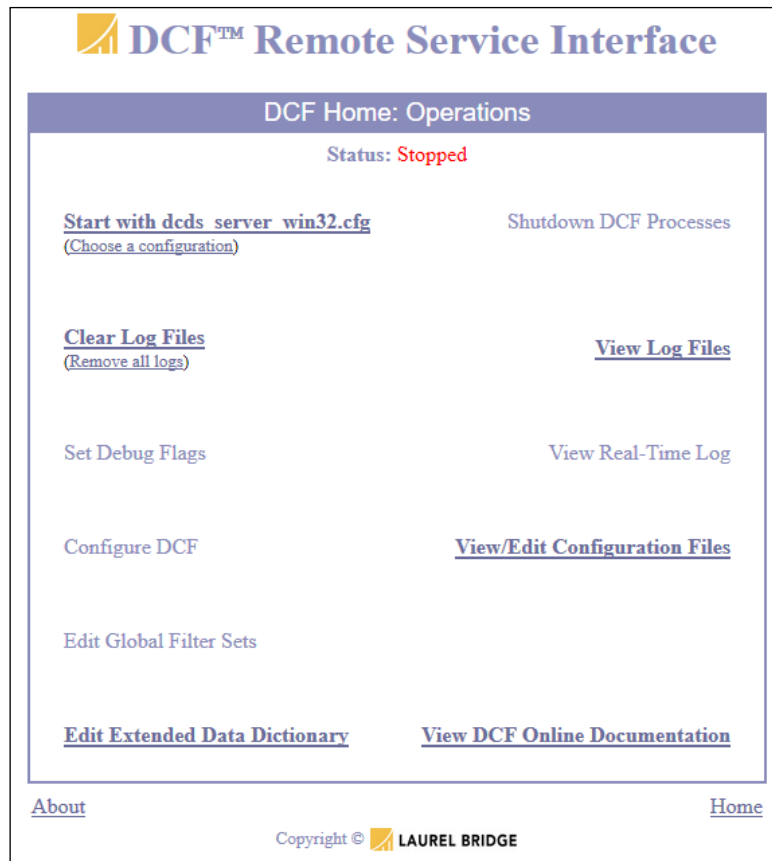 DCF™ Remote Service Interface
DCF Home: Operations
Status: Stopped
Start with dcds_server_win32.cfg
(Choose a configuration)
Shutdown DCF Processes
Clear Log Files
(Remove all logs)
View Log Files
Set Debug Flags
View Real-Time Log
Configure DCF
View/Edit Configuration Files
Edit Global Filter Sets
Edit Extended Data Dictionary
View DCF Online Documentation
About
Home
Copyright © LAUREL BRIDGE